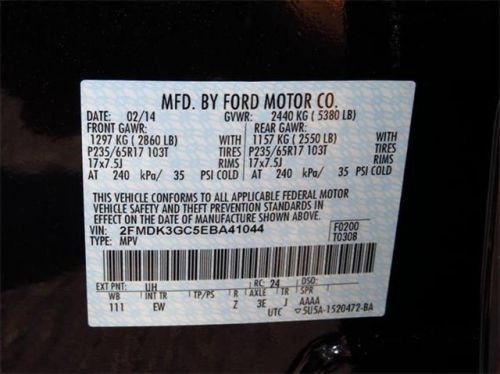 MFD. BY FORD MOTOR CO.
DATE: 02/14 GVWR: 2440 KG ( 5380 LB)
FRONT GAWR: REAR GAWR:
1297 KG ( 2860 LB) WITH 1157 KG ( 2550 LB) WITH
P235/65R17 103T TIRES P235/65R17 103T TIRES
17x7.5J RIMS 17x7.5J RIMS
AT 240 kPa/ 35 PSI COLD AT 240 kPa/ 35 PSI COLD
THIS VEHICLE CONFORMS TO ALL APPLICABLE FEDERAL MOTOR
VEHICLE SAFETY AND THEFT PREVENTION STANDARDS IN
EFFECT ON THE DATE OF MANUFACTURE SHOWN ABOVE.
VIN: 2FMDK3GC5EBA41044 F0200
TYPE: MPV T0308
EXT PNT: UH RC: 24 DSO:
WB INT TR TP/PS R AXLE TR SPR
111 EW Z 3E J AAAA
UTC 5U5A-1520472-BA